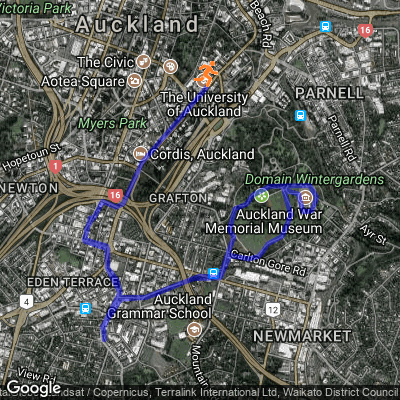 Victoria Park
Auckland
Beach Rd
16
The Civic
Aotea Square
PARNELL
The University
of Auckland
Parnell Rd
Myers Park
Hopetoun St
1
Cordis, Auckland
NEWTON
16
GRAFTON
Domain Wintergardens
Auckland War
Memorial Museum
Ayr St
Carlton Gore Rd
EDEN TERRACE
4
Auckland
Grammar School
12
NEWMARKET
Mountain
View Rd
Google
dsat / Copernicus, Terralink International Ltd, Waikato District Council